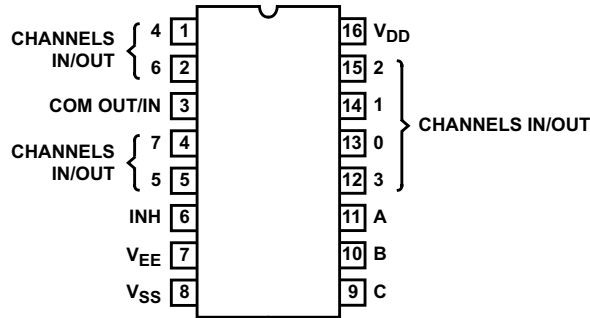 CHANNELS IN/OUT
4 1
6 2
COM OUT/IN 3
CHANNELS IN/OUT
7 4
5 5
INH 6
VEE 7
VSS 8
16 VDD
15 2
14 1
13 0
12 3
CHANNELS IN/OUT
11 A
10 B
9 C